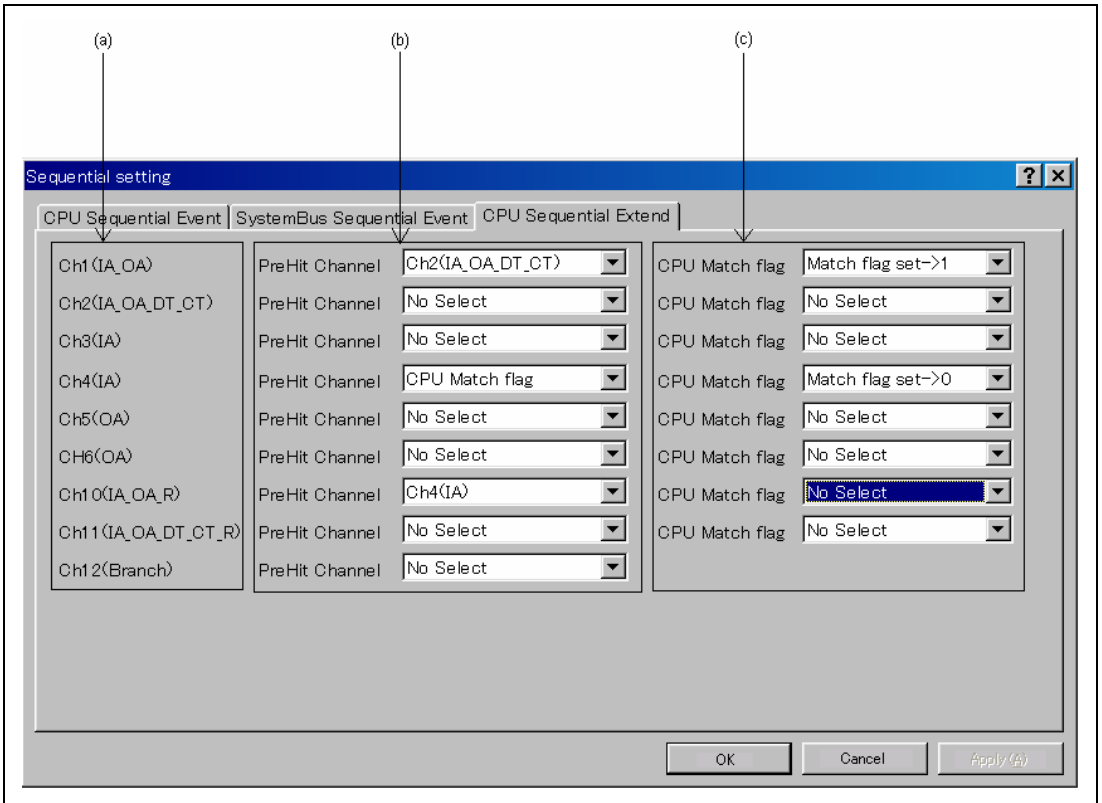 (a) (b) (c)
Sequential setting
CPU Sequential Event SystemBus Sequential Event CPU Sequential Extend
Ch1(IA_OA) PreHit Channel Ch2(IA_OA_DT_CT) CPU Match flag Match flag set->1
Ch2(IA_OA_DT_CT) PreHit Channel No Select CPU Match flag No Select
Ch3(IA) PreHit Channel No Select CPU Match flag No Select
Ch4(IA) PreHit Channel CPU Match flag CPU Match flag Match flag set->0
Ch5(OA) PreHit Channel No Select CPU Match flag No Select
CH6(OA) PreHit Channel No Select CPU Match flag No Select
Ch10(IA_OA_R) PreHit Channel Ch4(IA) CPU Match flag No Select
Ch11(IA_OA_DT_CT_R) PreHit Channel No Select CPU Match flag No Select
Ch12(Branch) PreHit Channel No Select
OK Cancel Apply(A)